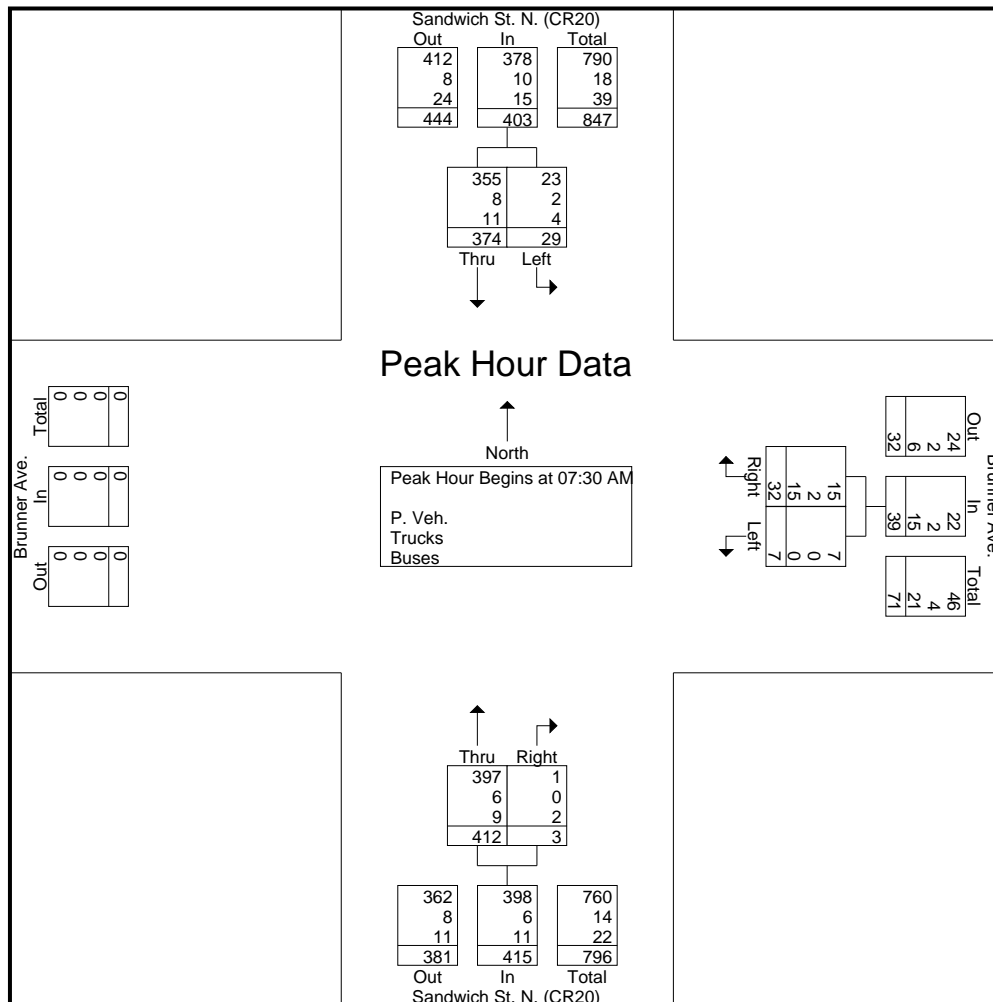 Sandwich St. N. (CR20)
Out In Total
412 378 790
8 10 18
24 15 39
444 403 847
355 23
8 2
11 4
374 29
Thru Left
Peak Hour Data
North
Peak Hour Begins at 07:30 AM
P. Veh.
Trucks
Buses
Brunner Ave.
Total
0 0 0 0
In
0 0 0 0
Out
0 0 0 0
Brunner Ave.
Out
24
2
6
32
In
22
2
15
39
Total
46
4
21
71
Right
15
2
15
32
Left
7
0
0
7
Thru Right
397 1
6 0
9 2
412 3
362 398 760
8 6 14
11 11 22
381 415 796
Out In Total
Sandwich St. N. (CR20)